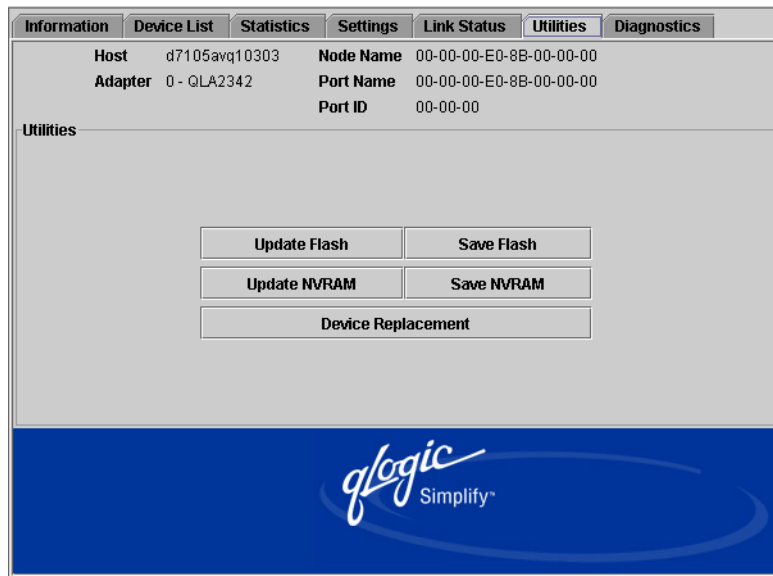 Information Device List Statistics Settings Link Status Utilities Diagnostics
Host d7105avq10303 Node Name 00-00-00-E0-8B-00-00-00
Adapter 0 - QLA2342 Port Name 00-00-00-E0-8B-00-00-00
Port ID 00-00-00
Utilities
Update Flash Save Flash
Update NVRAM Save NVRAM
Device Replacement
qlogic
Simplify™